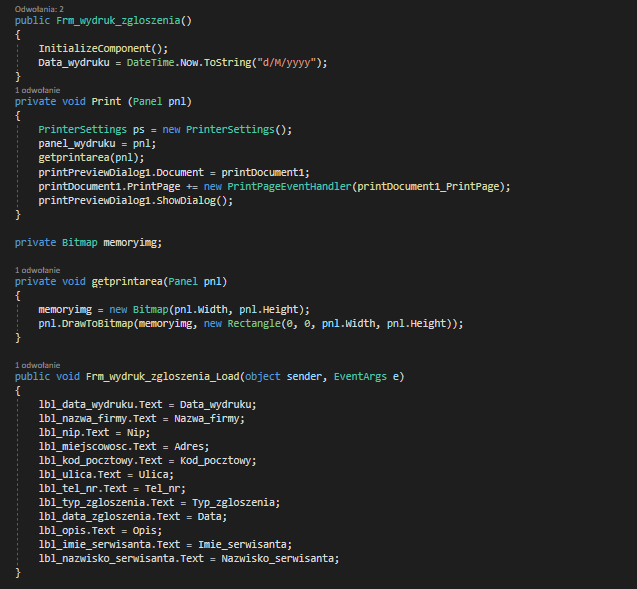 Odwołania: 2
public Frm_wydruk_zgloszenia()
{
InitializeComponent();
Data_wydruku = DateTime.Now.ToString("d/M/yyyy");
}
1 odwołanie
private void Print (Panel pnl)
{
PrinterSettings ps = new PrinterSettings();
panel_wydruku = pnl;
getprintarea(pnl);
printPreviewDialog1.Document = printDocument1;
printDocument1.PrintPage += new PrintPageEventHandler(printDocument1_PrintPage);
printPreviewDialog1.ShowDialog();
}
private Bitmap memoryimg;
1 odwołanie
private void getprintarea(Panel pnl)
{
memoryimg = new Bitmap(pnl.Width, pnl.Height);
pnl.DrawToBitmap(memoryimg, new Rectangle(0, 0, pnl.Width, pnl.Height));
}
1 odwołanie
public void Frm_wydruk_zgloszenia_Load(object sender, EventArgs e)
{
lbl_data_wydruku.Text = Data_wydruku;
lbl_nazwa_firmy.Text = Nazwa_firmy;
lbl_nip.Text = Nip;
lbl_miejscowosc.Text = Adres;
lbl_kod_pocztowy.Text = Kod_pocztowy;
lbl_ulica.Text = Ulica;
lbl_tel_nr.Text = Tel_nr;
lbl_typ_zgloszenia.Text = Typ_zgloszenia;
lbl_data_zgloszenia.Text = Data;
lbl_opis.Text = Opis;
lbl_imie_serwisanta.Text = Imie_serwisanta;
lbl_nazwisko_serwisanta.Text = Nazwisko_serwisanta;
}